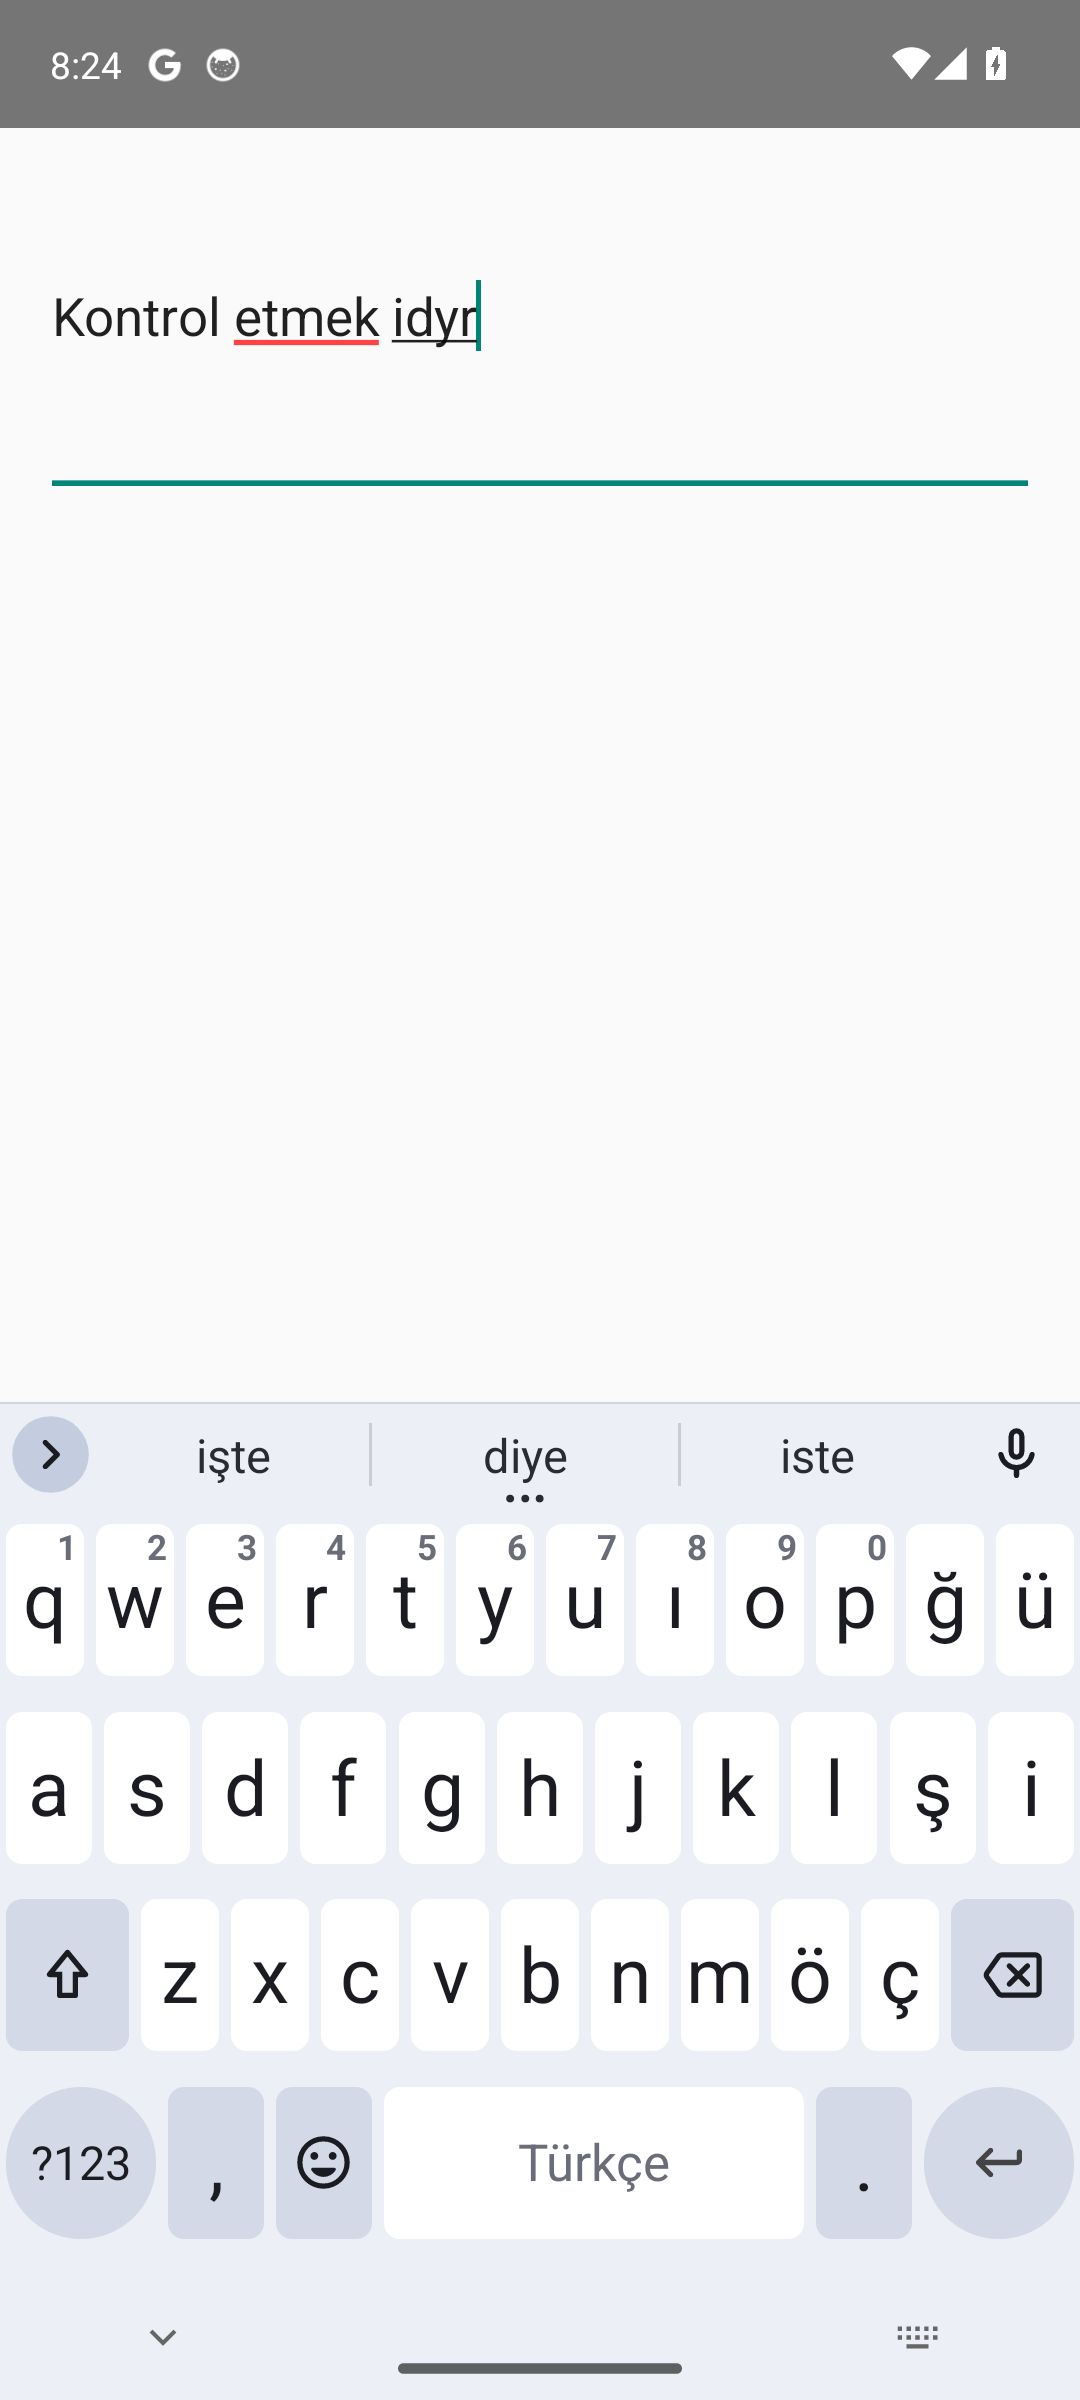 8:24
Kontrol etmek idyr
işte diye iste
1 2 3 4 5 6 7 8 9 0
q w e r t y u ı o p ğ ü
a s d f g h j k l ş i
z x c v b n m ö ç
?123 , Türkçe .